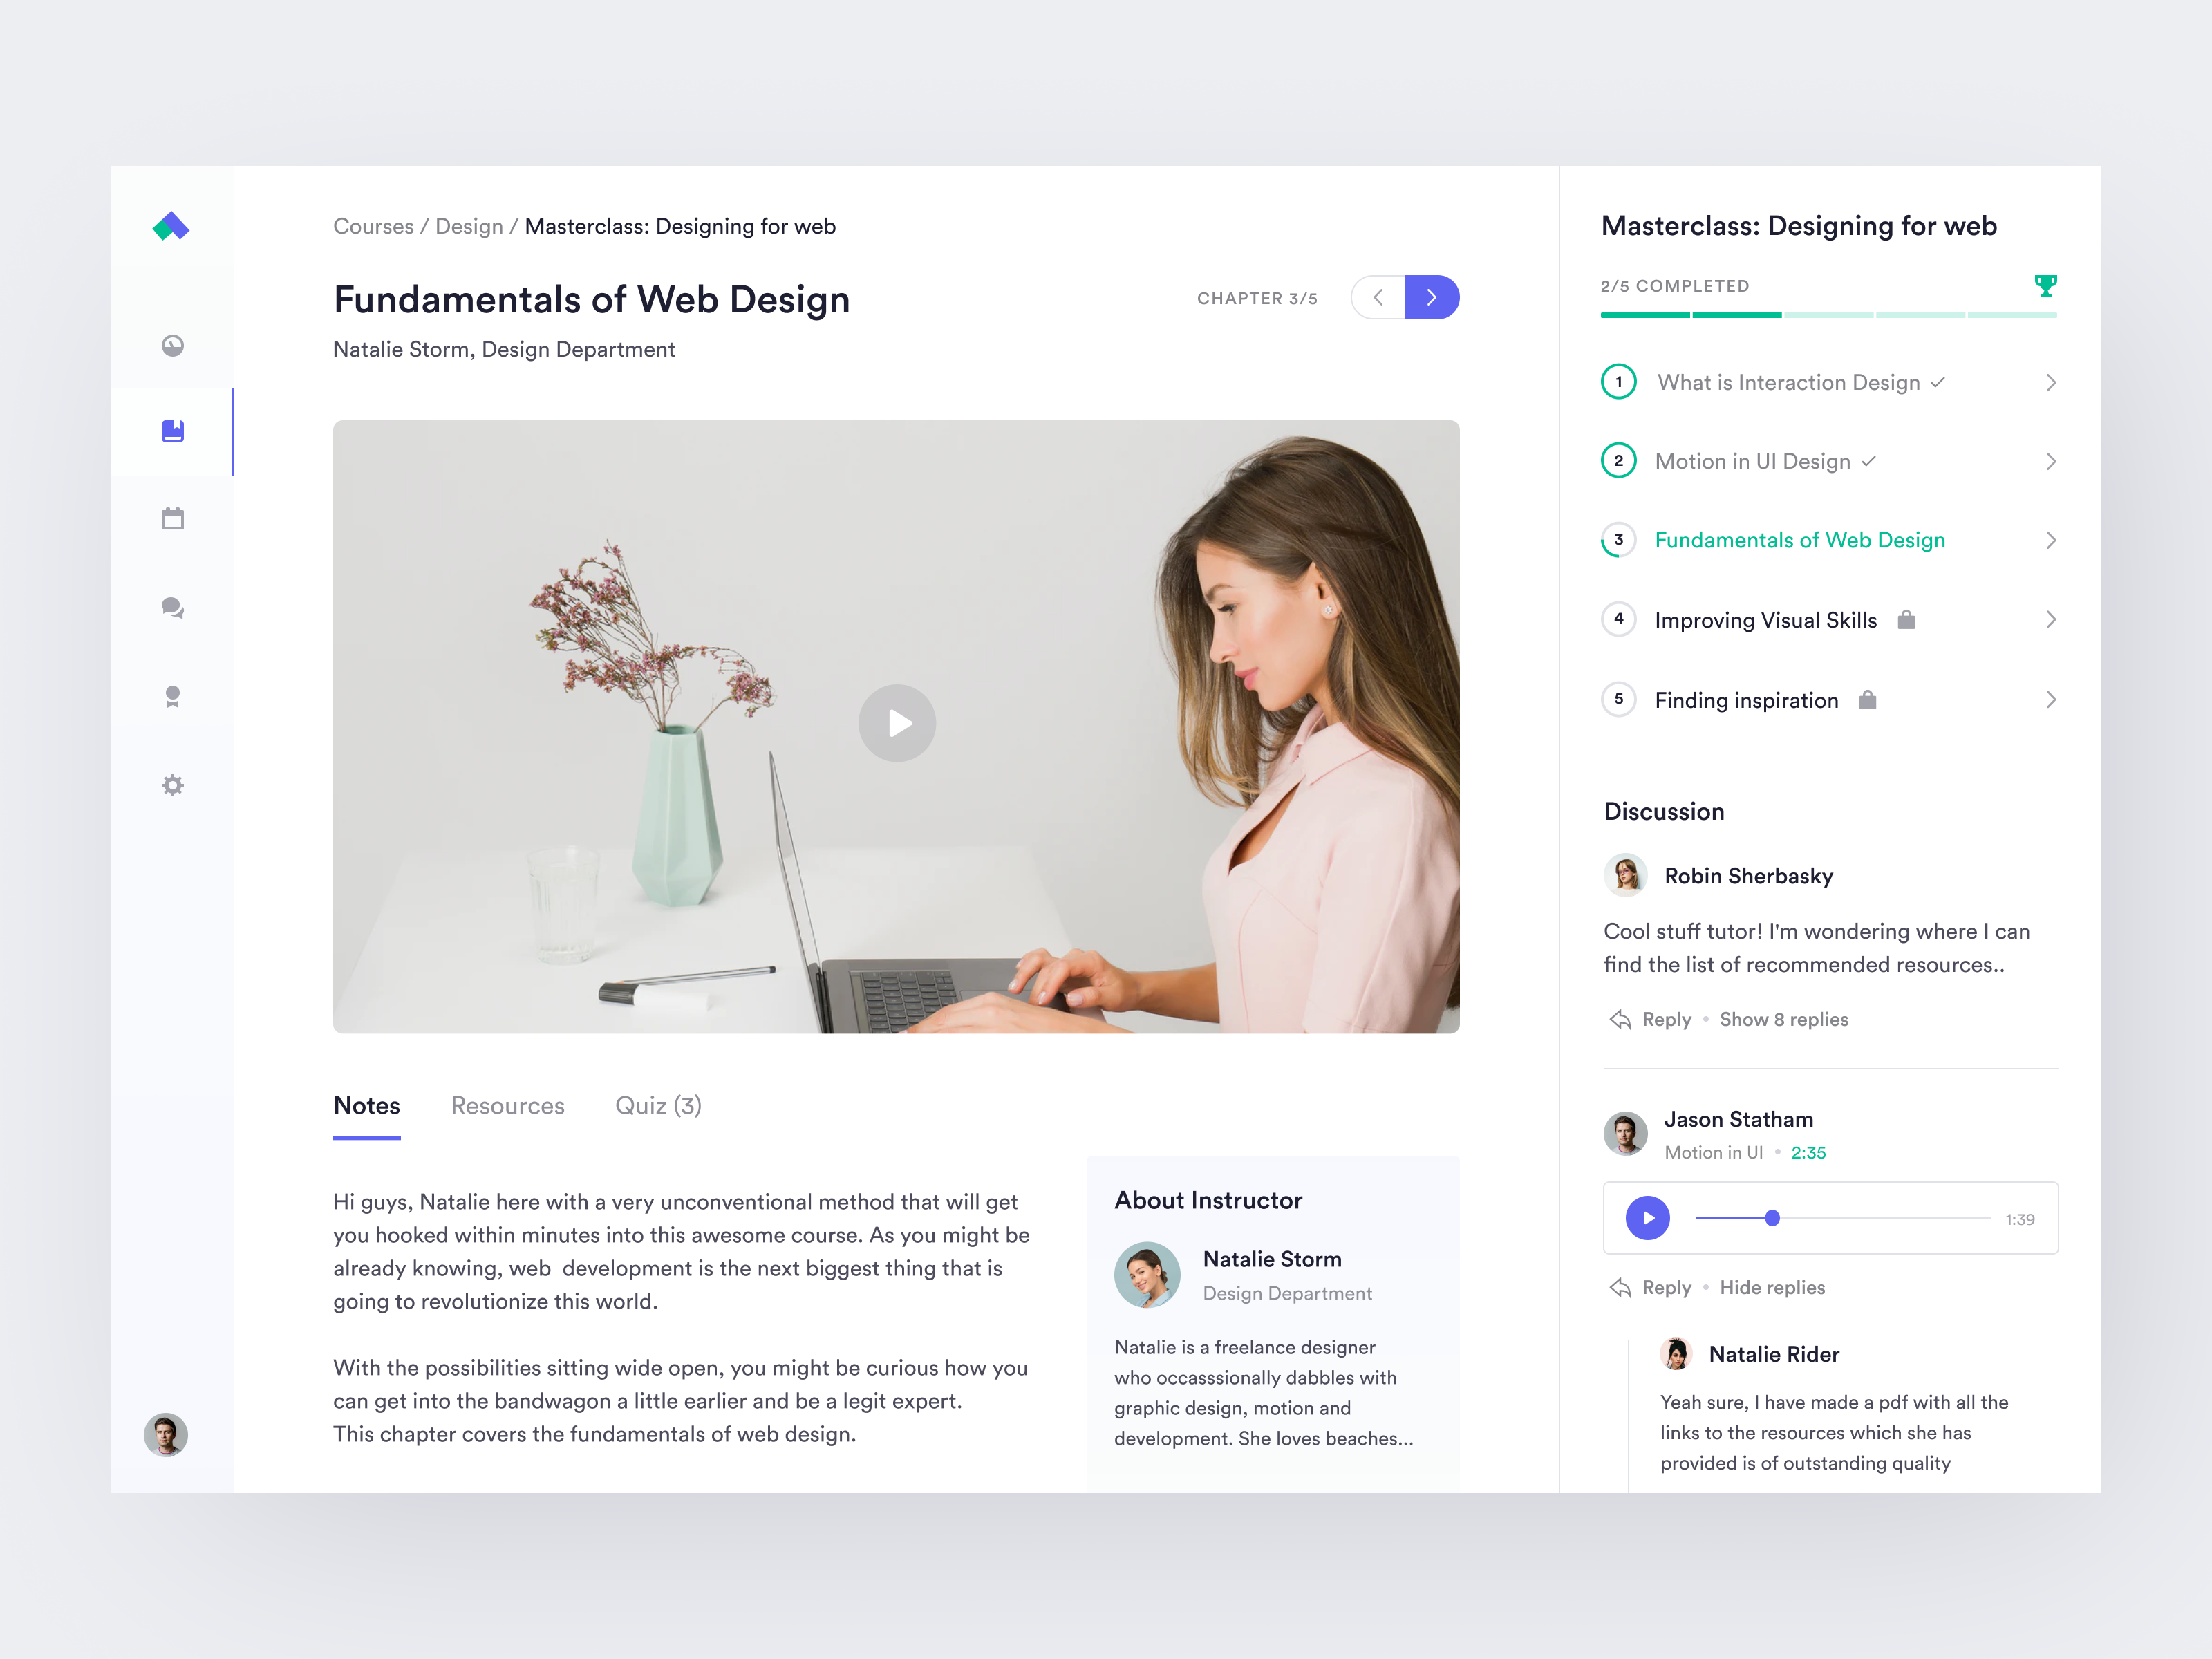 Courses / Design / Masterclass: Designing for web
Fundamentals of Web Design
Natalie Storm, Design Department
CHAPTER 3/5
Notes
Resources
Quiz (3)
Hi guys, Natalie here with a very unconventional method that will get
you hooked within minutes into this awesome course. As you might be
already knowing, web  development is the next biggest thing that is
going to revolutionize this world.
With the possibilities sitting wide open, you might be curious how you
can get into the bandwagon a little earlier and be a legit expert.
This chapter covers the fundamentals of web design.
About Instructor
Natalie Storm
Design Department
Natalie is a freelance designer
who occasssionally dabbles with
graphic design, motion and
development. She loves beaches...
Masterclass: Designing for web
2/5 COMPLETED
1 What is Interaction Design
2 Motion in UI Design
3 Fundamentals of Web Design
4 Improving Visual Skills
5 Finding inspiration
Discussion
Robin Sherbasky
Cool stuff tutor! I'm wondering where I can
find the list of recommended resources..
Reply • Show 8 replies
Jason Statham
Motion in UI • 2:35
1:39
Reply • Hide replies
Natalie Rider
Yeah sure, I have made a pdf with all the
links to the resources which she has
provided is of outstanding quality